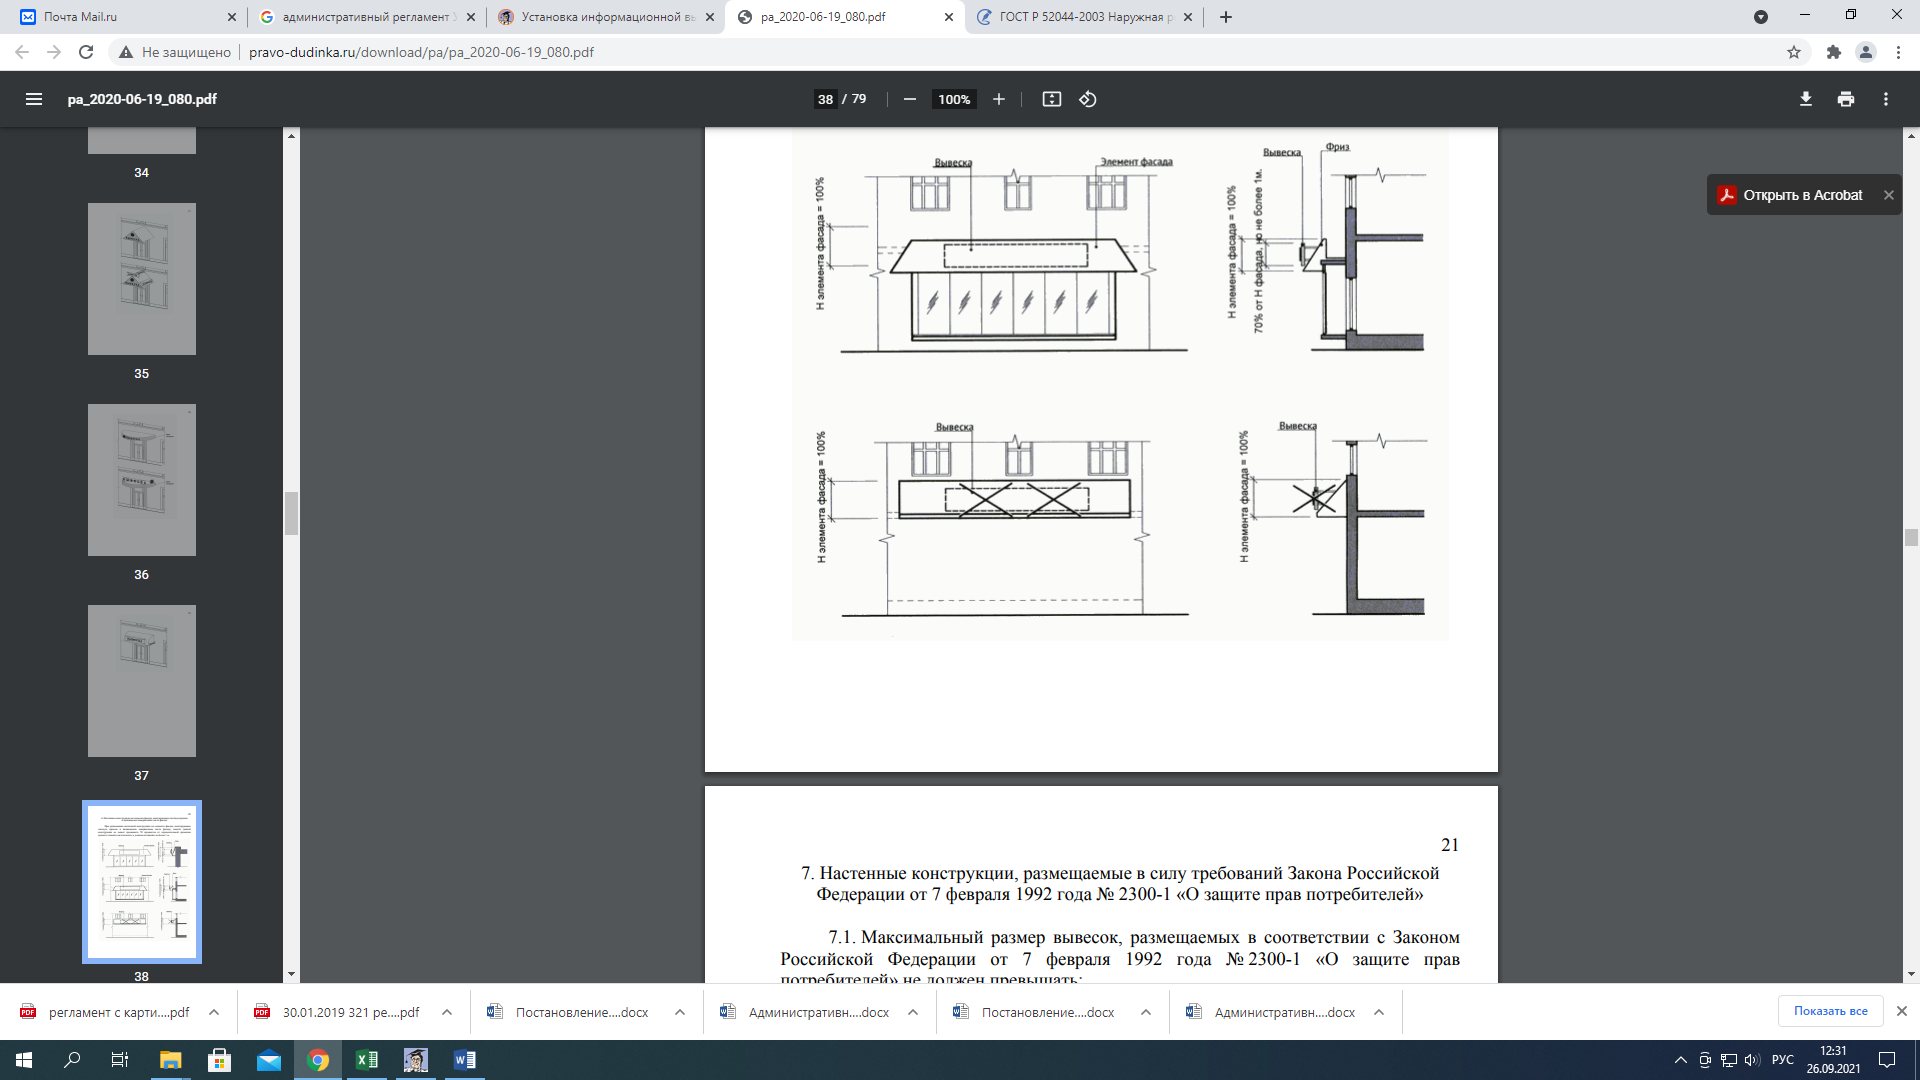 Почта Mail.ru
административный регламент
Установка информационной вы
pa_2020-06-19_080.pdf
ГОСТ Р 52044-2003 Наружная р
Не защищено
pravo-dudinka.ru/download/pa/pa_2020-06-19_080.pdf
pa_2020-06-19_080.pdf
38 / 79
100%
Открыть в Acrobat
34
35
36
37
38
Вывеска
Элемент фасада
Н элемента фасада = 100%
Вывеска
Фриз
Н элемента фасада = 100%
70% от Н фасада, но не более 1м.
Вывеска
Н элемента фасада = 100%
Вывеска
Н элемента фасада = 100%
21
7. Настенные конструкции, размещаемые в силу требований Закона Российской
Федерации от 7 февраля 1992 года № 2300-1 «О защите прав потребителей»
7.1. Максимальный размер вывесок, размещаемых в соответствии с Законом
Российской Федерации от 7 февраля 1992 года № 2300-1 «О защите прав
потребителей» не должен превышать:
регламент с карти....pdf
30.01.2019 321 ре....pdf
Постановление....docx
Административн....docx
Постановление....docx
Административн....docx
Показать все
РУС
12:31
26.09.2021